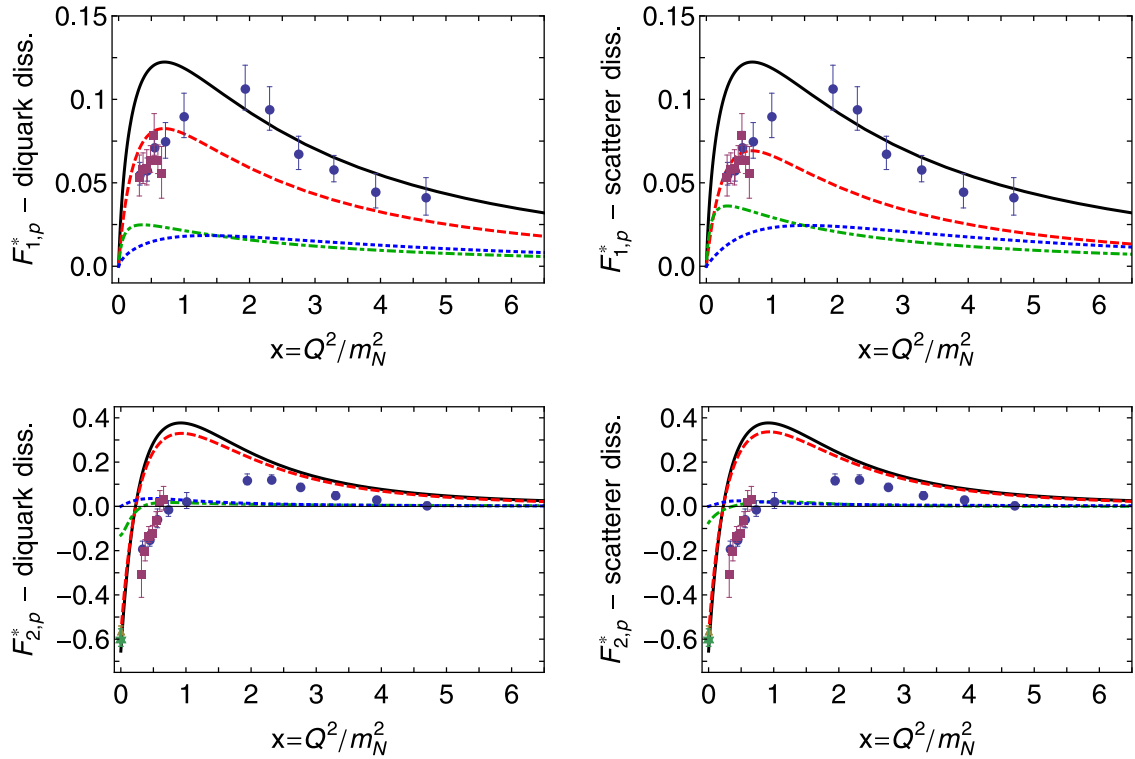 0.15
0.1
0.05
0.0
F*1,p – diquark diss.
0 1 2 3 4 5 6
x=Q²/m²N
0.15
0.1
0.05
0.0
F*1,p – scatterer diss.
0 1 2 3 4 5 6
x=Q²/m²N
0.4
0.2
0.0
−0.2
−0.4
−0.6
F*2,p – diquark diss.
0 1 2 3 4 5 6
x=Q²/m²N
0.4
0.2
0.0
−0.2
−0.4
−0.6
F*2,p – scatterer diss.
0 1 2 3 4 5 6
x=Q²/m²N